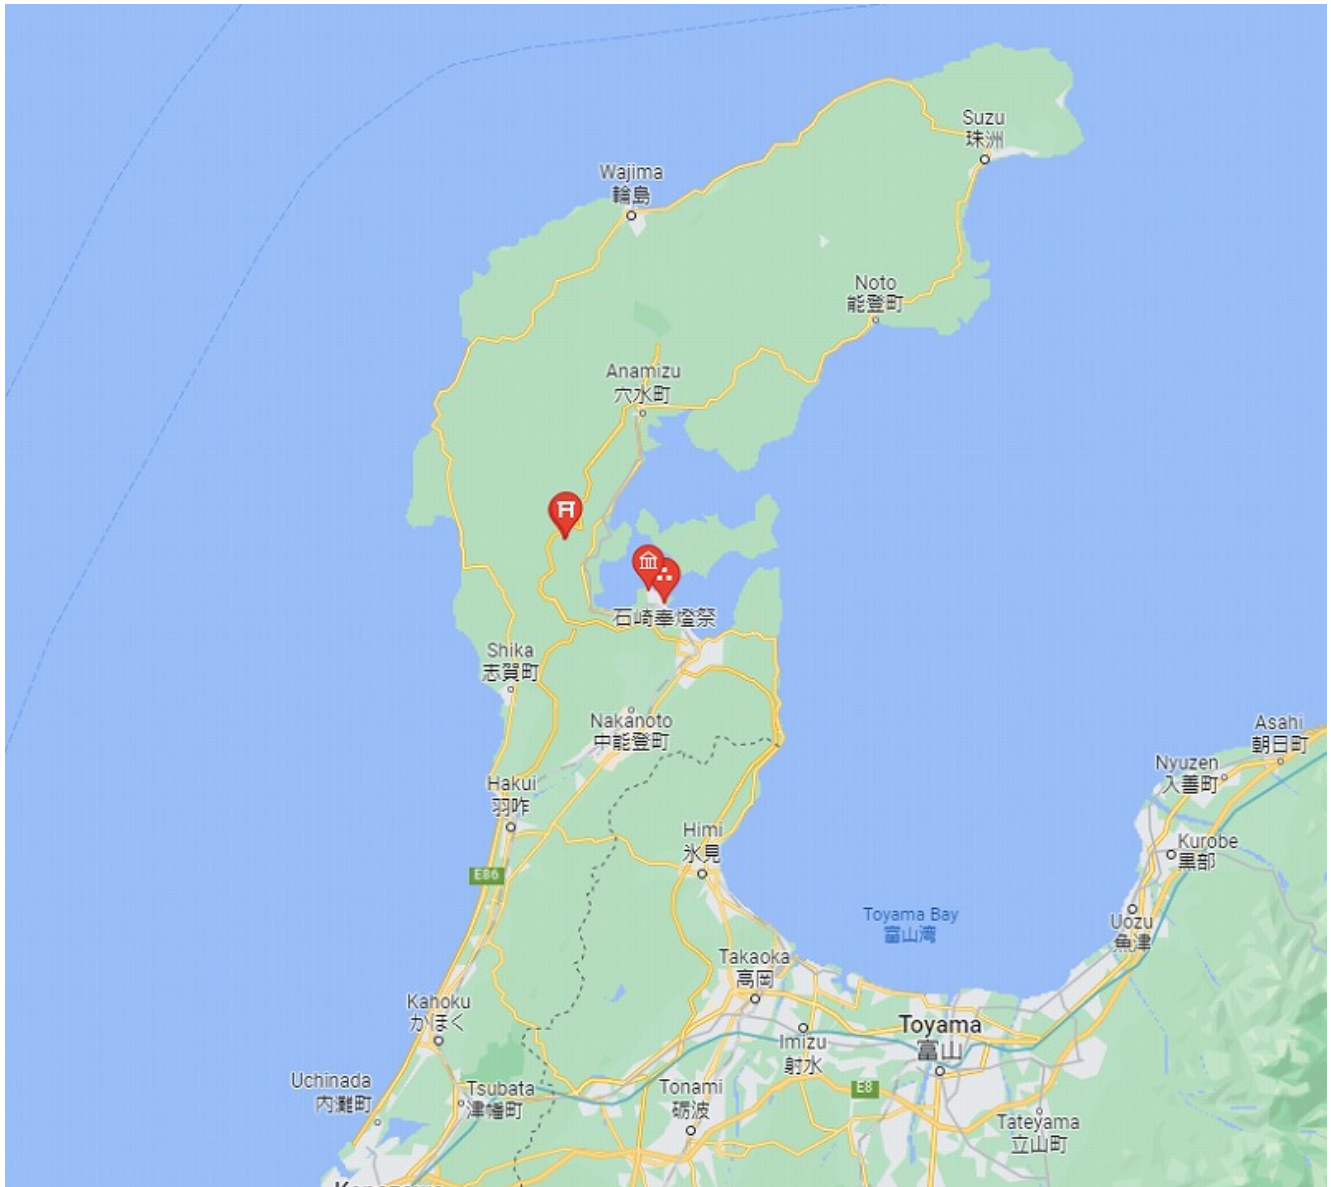 Suzu
珠洲
Wajima
輪島
Noto
能登町
Anamizu
穴水町
石崎奉燈祭
Shika
志賀町
Nakanoto
中能登町
Asahi
朝日町
Nyuzen
入善町
Hakui
羽咋
Himi
氷見
Kurobe
黒部
E86
Toyama Bay
富山湾
Uozu
魚津
Takaoka
高岡
Kahoku
かほく
Toyama
富山
Imizu
射水
Uchinada
内灘町
Tsubata
津幡町
Tonami
砺波
E8
Tateyama
立山町